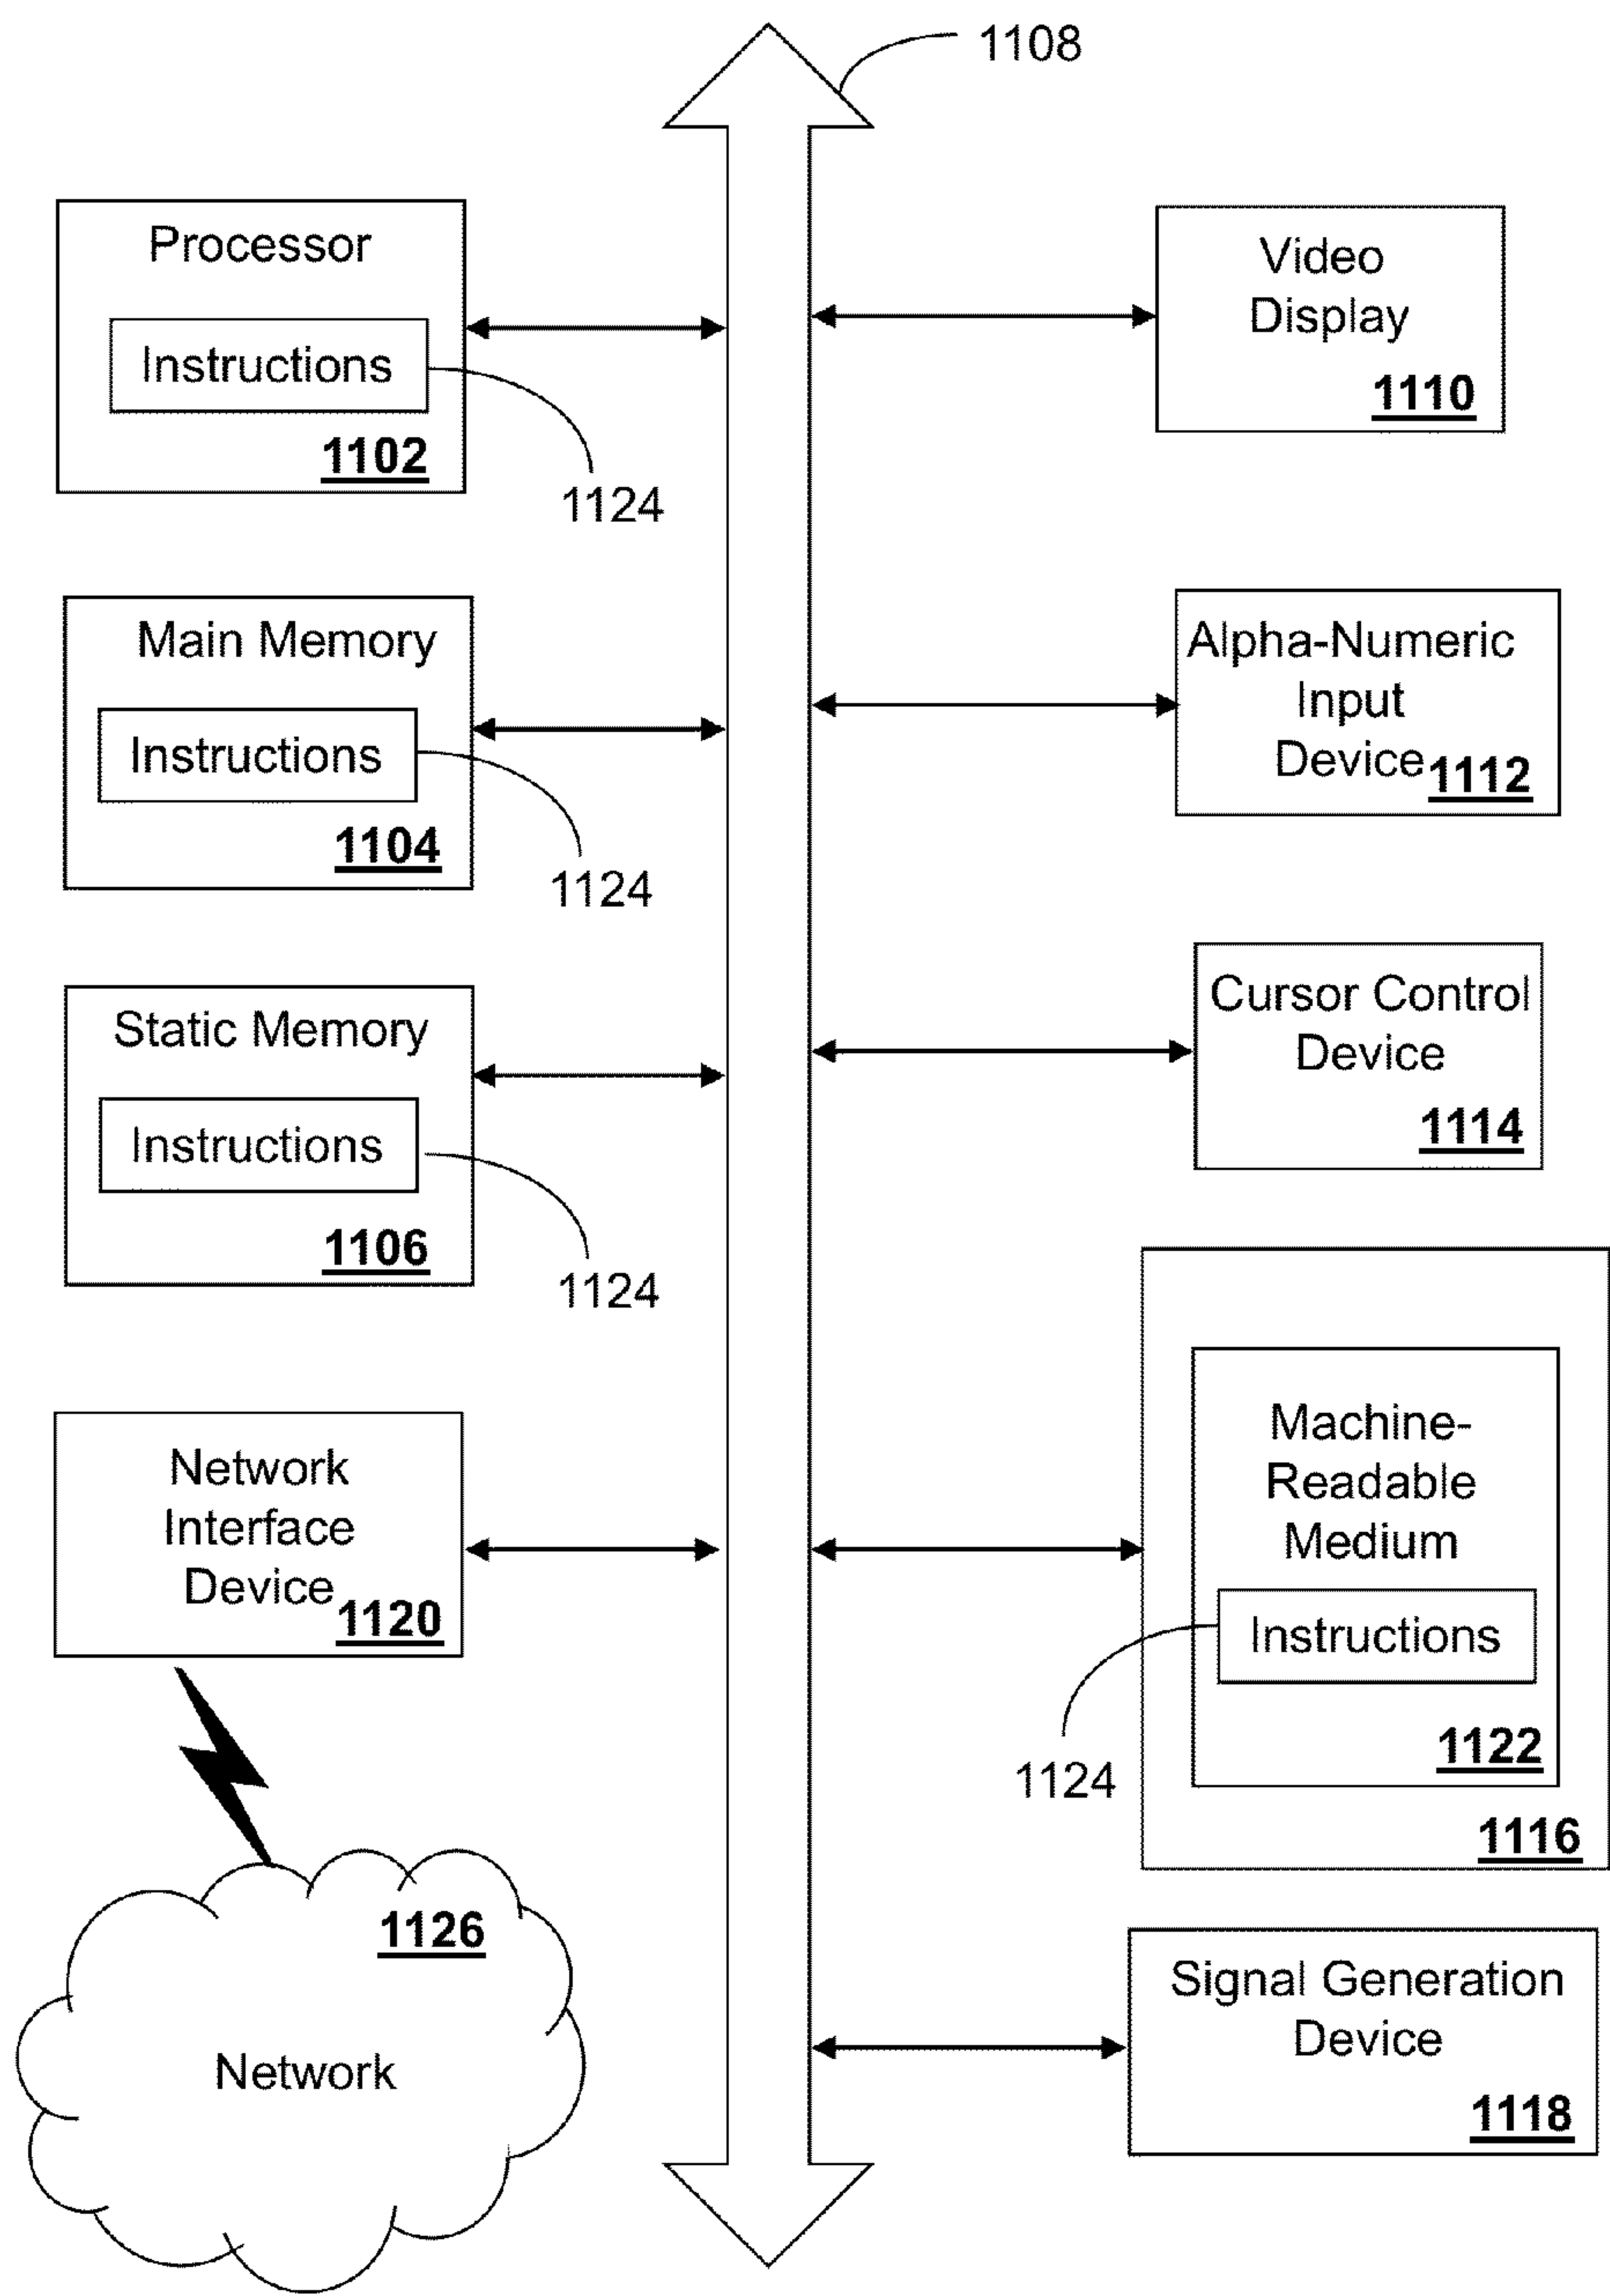 1108
Processor
Instructions
1102
1124
Main Memory
Instructions
1104
1124
Static Memory
Instructions
1106
1124
Network
Interface
Device
1120
1126
Network
Video
Display
1110
Alpha-Numeric
Input
Device
1112
Cursor Control
Device
1114
Machine-
Readable
Medium
Instructions
1122
1124
1116
Signal Generation
Device
1118